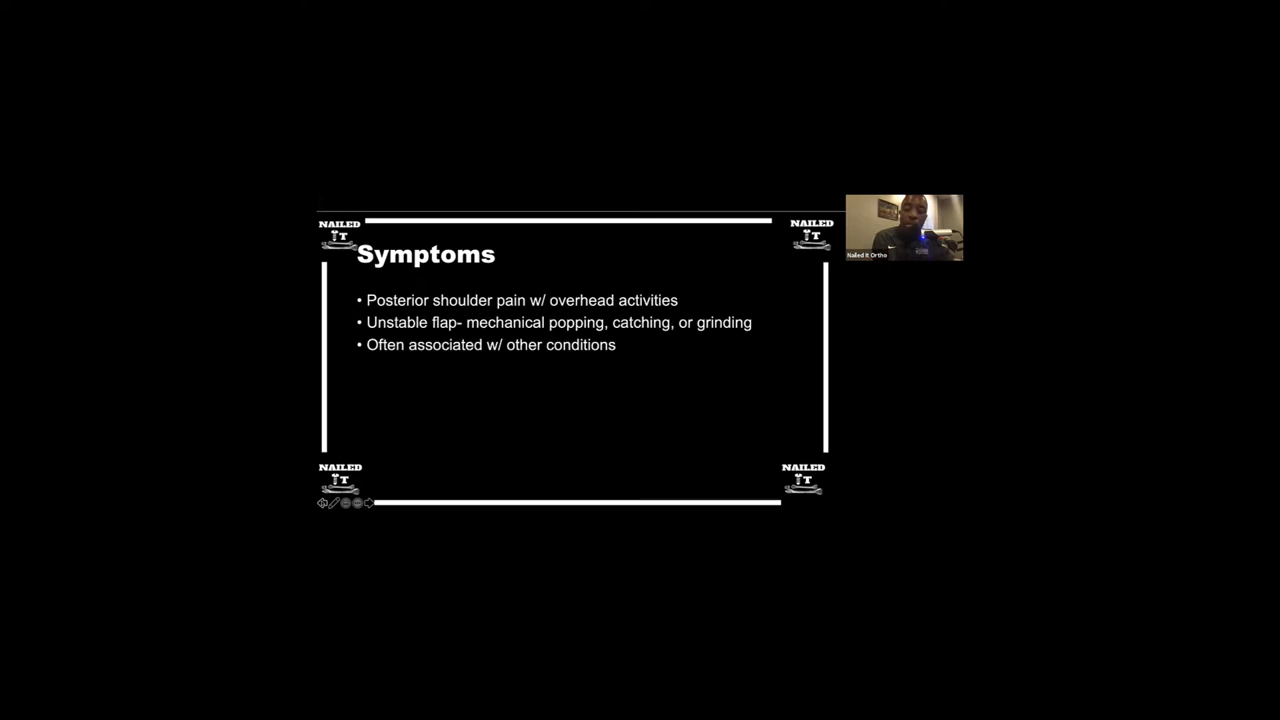 NAILED
IT
NAILED
IT
Symptoms
• Posterior shoulder pain w/ overhead activities
• Unstable flap- mechanical popping, catching, or grinding
• Often associated w/ other conditions
Nailed It Ortho
NAILED
IT
NAILED
IT